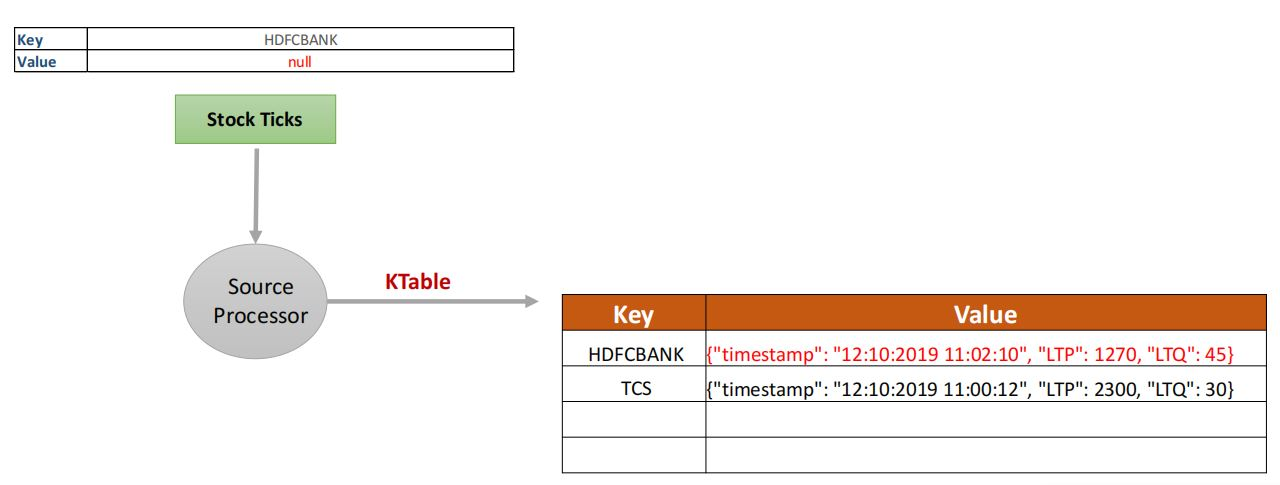 Key HDFCBANK
Value null
Stock Ticks
Source
Processor
KTable
Key Value
HDFCBANK {"timestamp": "12:10:2019 11:02:10", "LTP": 1270, "LTQ": 45}
TCS {"timestamp": "12:10:2019 11:00:12", "LTP": 2300, "LTQ": 30}